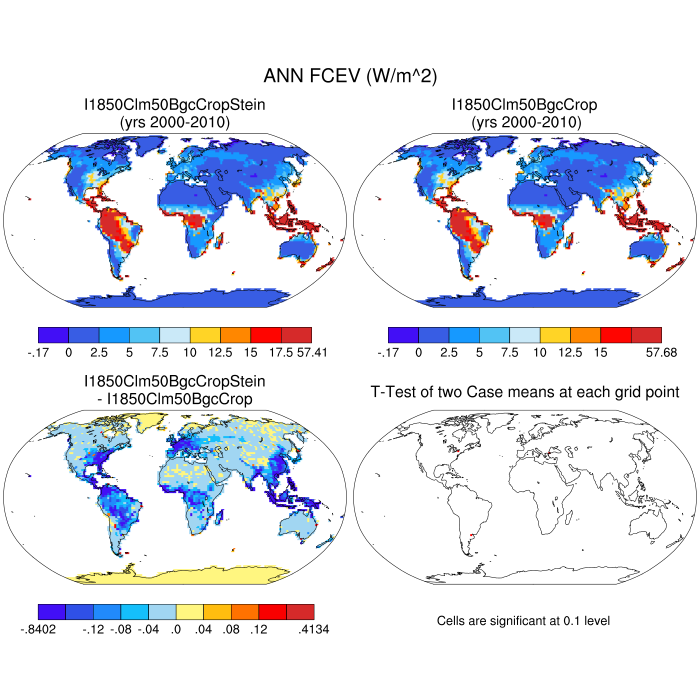 ANN FCEV (W/m^2)
I1850Clm50BgcCropStein
(yrs 2000-2010)
I1850Clm50BgcCrop
(yrs 2000-2010)
-.17 0 2.5 5 7.5 10 12.5 15 17.5 57.41
-.17 0 2.5 5 7.5 10 12.5 15 57.68
I1850Clm50BgcCropStein
- I1850Clm50BgcCrop
T-Test of two Case means at each grid point
-.8402 -.12 -.08 -.04 .0 .04 .08 .12 .4134
Cells are significant at 0.1 level